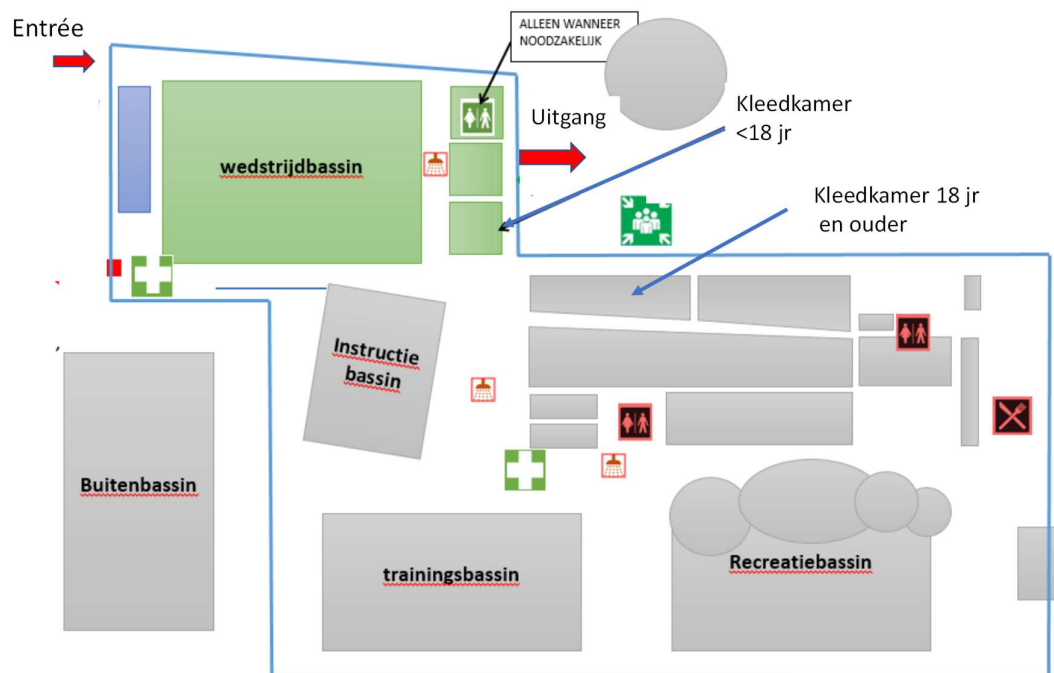 Entrée
ALLEEN WANNEER
NOODZAKELIJK
Uitgang
Kleedkamer
<18 jr
wedstrijdbassin
Kleedkamer 18 jr
en ouder
Instructie
bassin
Buitenbassin
trainingsbassin
Recreatiebassin